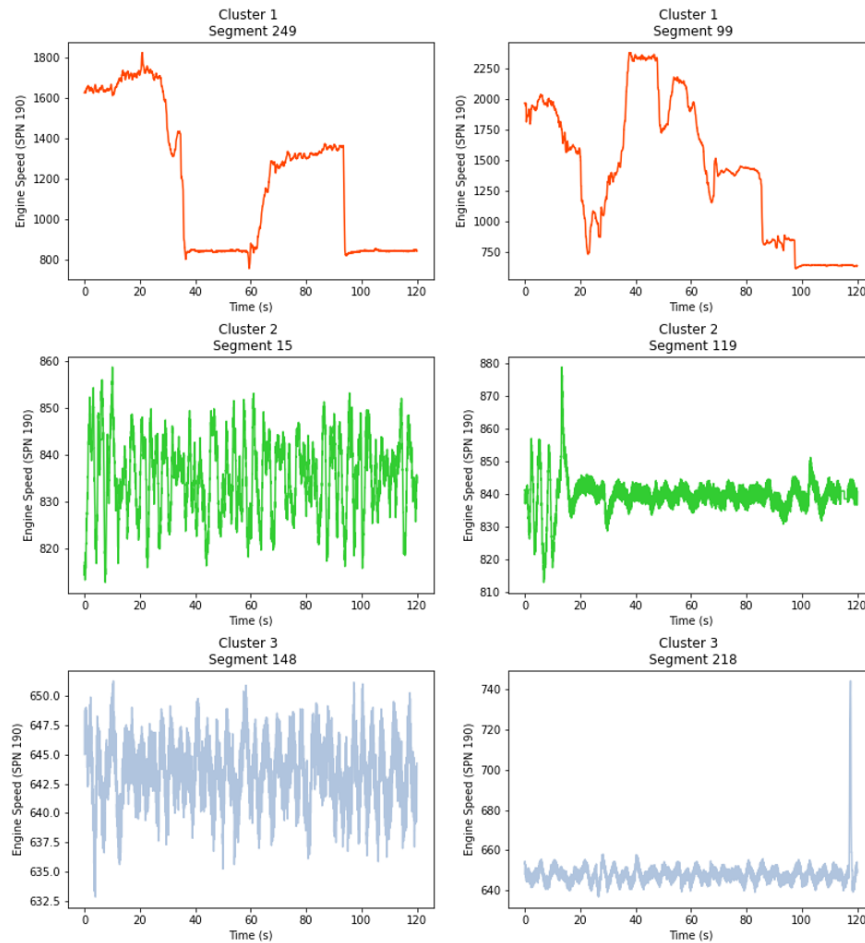 Cluster 1
Segment 249
Engine Speed (SPN 190)
1800
1600
1400
1200
1000
800
0 20 40 60 80 100 120
Time (s)
Cluster 1
Segment 99
Engine Speed (SPN 190)
2250
2000
1750
1500
1250
1000
750
0 20 40 60 80 100 120
Time (s)
Cluster 2
Segment 15
Engine Speed (SPN 190)
860
850
840
830
820
0 20 40 60 80 100 120
Time (s)
Cluster 2
Segment 119
Engine Speed (SPN 190)
880
870
860
850
840
830
820
810
0 20 40 60 80 100 120
Time (s)
Cluster 3
Segment 148
Engine Speed (SPN 190)
650.0
647.5
645.0
642.5
640.0
637.5
635.0
632.5
0 20 40 60 80 100 120
Time (s)
Cluster 3
Segment 218
Engine Speed (SPN 190)
740
720
700
680
660
640
0 20 40 60 80 100 120
Time (s)